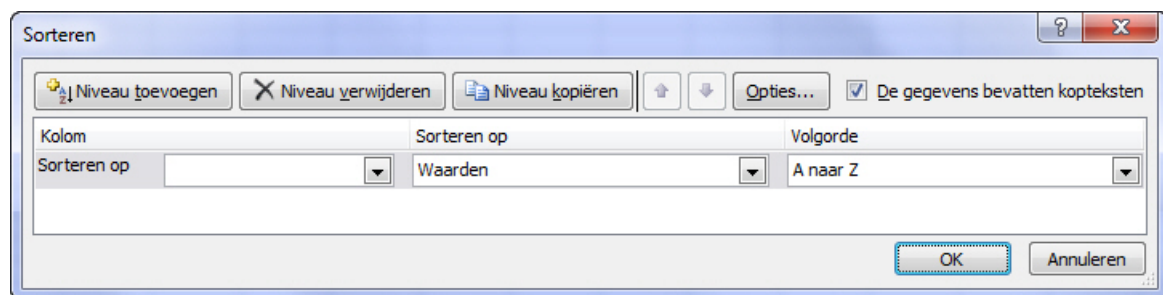 Sorteren
Niveau toevoegen Niveau verwijderen Niveau kopiëren Opties... De gegevens bevatten kopteksten
Kolom Sorteren op Volgorde
Sorteren op Waarden A naar Z
OK Annuleren